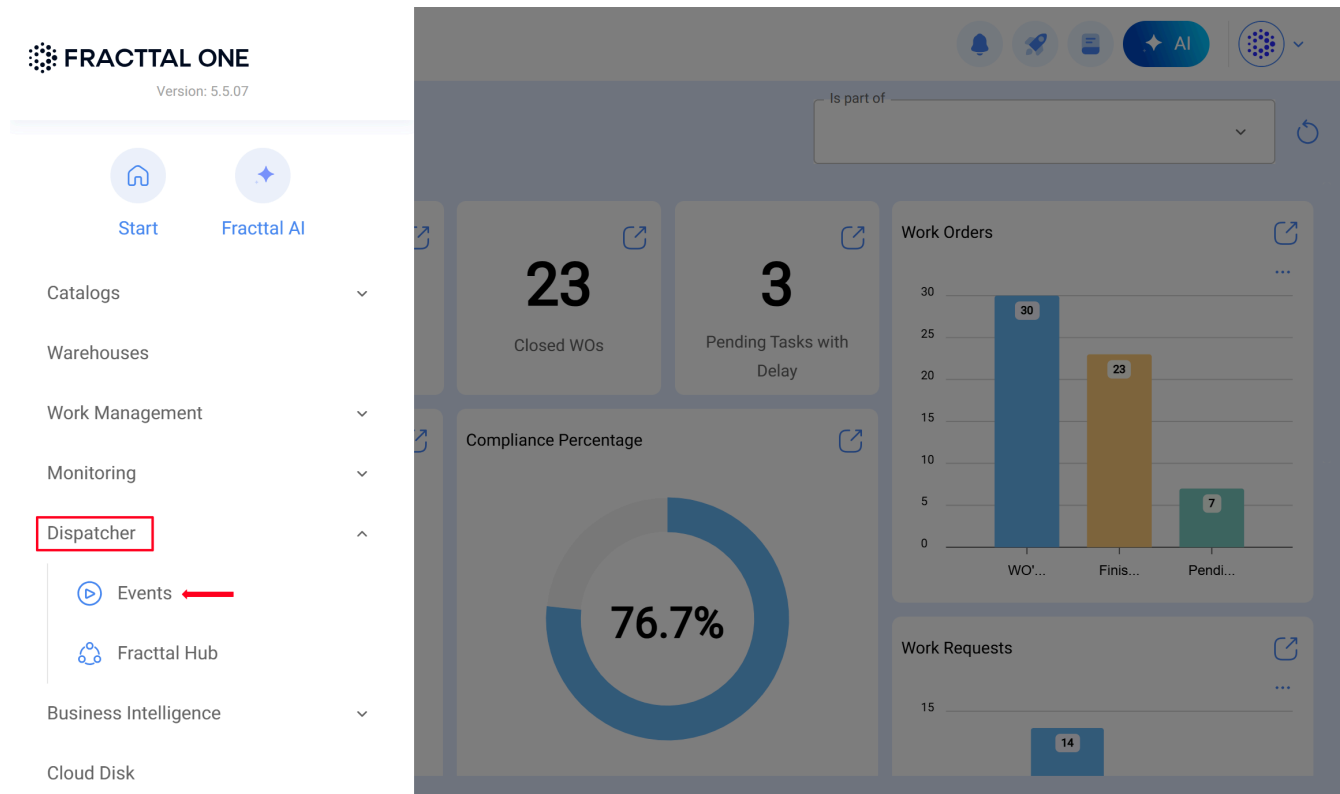 FRACTTAL ONE
Version: 5.5.07
Start
Fracttal AI
Catalogs
Warehouses
Work Management
Monitoring
Dispatcher
Events
Fracttal Hub
Business Intelligence
Cloud Disk
AI
Is part of
23
Closed WOs
3
Pending Tasks with
Delay
Work Orders
...
30
25
20
15
10
5
0
30
23
7
WO'...
Finis...
Pendi...
Compliance Percentage
76.7%
Work Requests
...
15
14